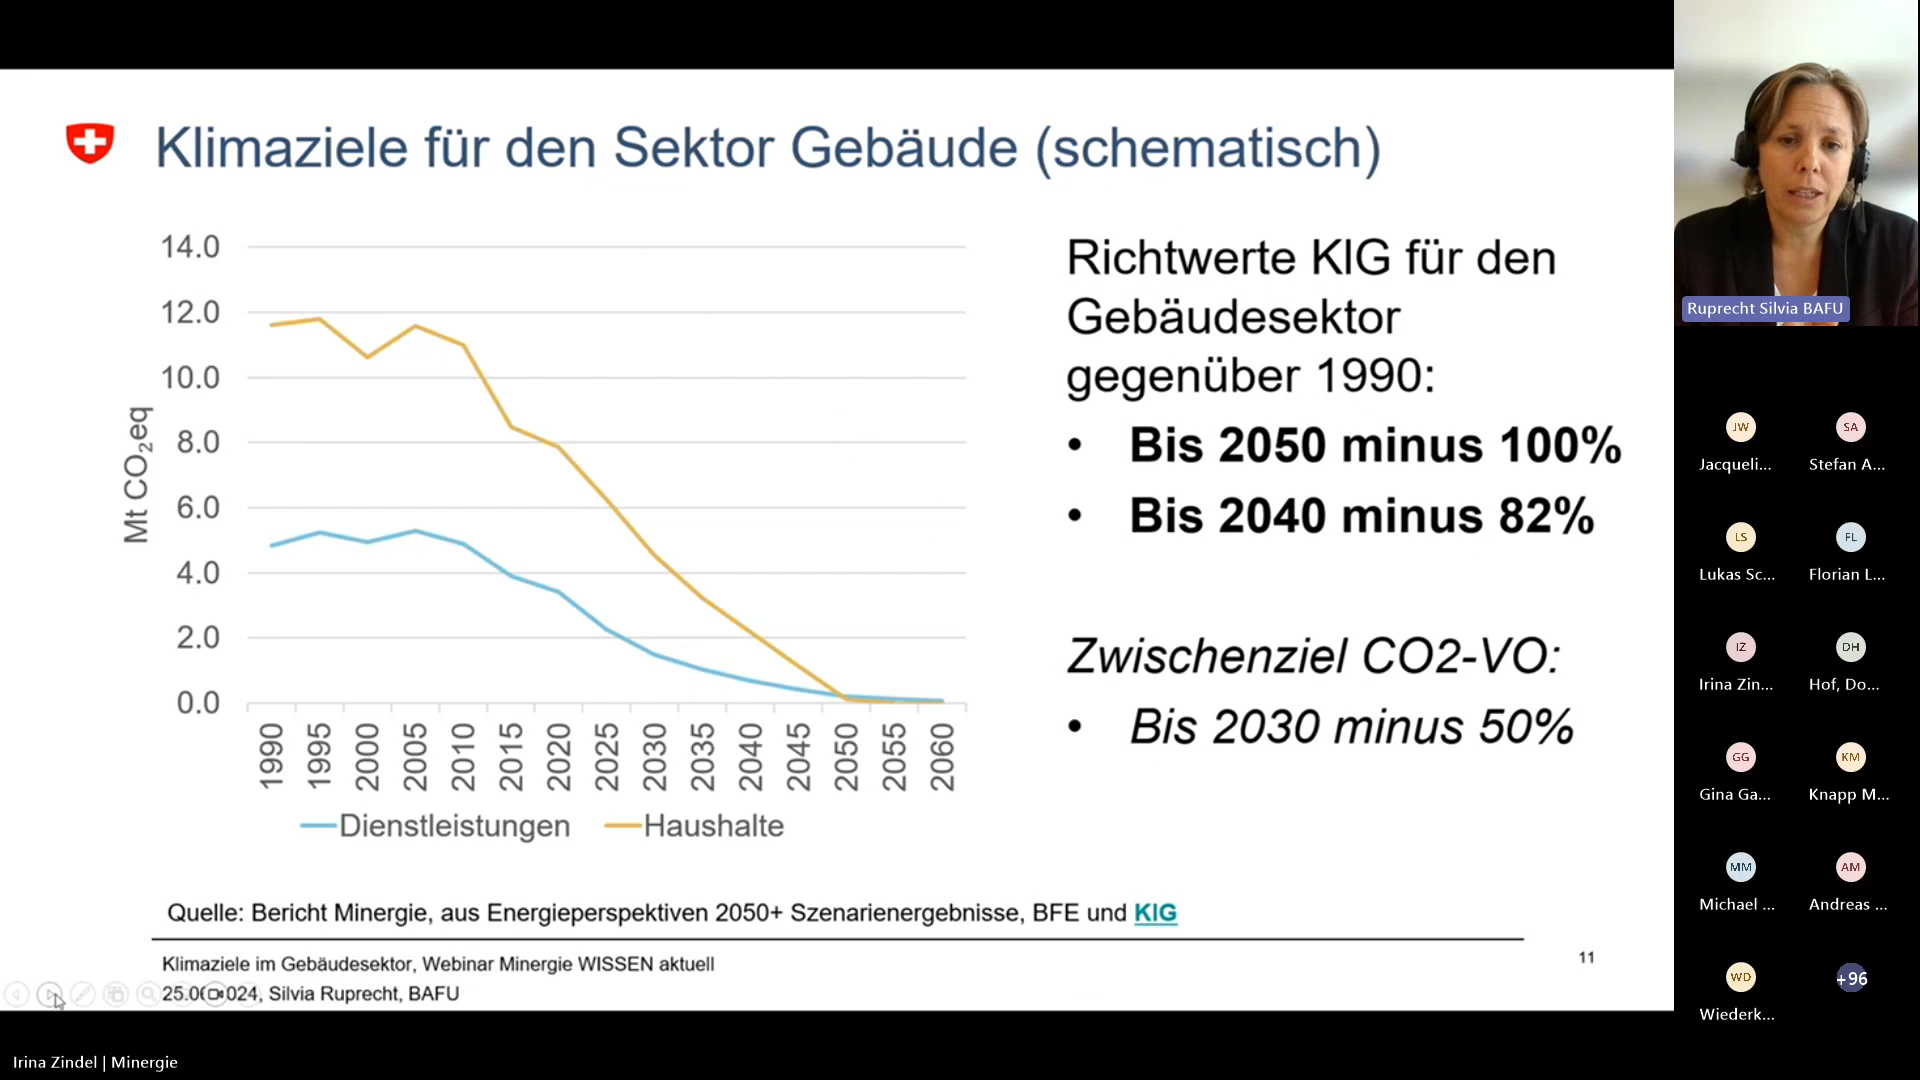 Klimaziele für den Sektor Gebäude (schematisch)
14.0
12.0
10.0
8.0
6.0
4.0
2.0
0.0
Mt CO₂eq
1990
1995
2000
2005
2010
2015
2020
2025
2030
2035
2040
2045
2050
2055
2060
Dienstleistungen
Haushalte
Richtwerte KIG für den
Gebäudesektor
gegenüber 1990:
• Bis 2050 minus 100%
• Bis 2040 minus 82%
Zwischenziel CO2-VO:
• Bis 2030 minus 50%
Quelle: Bericht Minergie, aus Energieperspektiven 2050+ Szenarienergebnisse, BFE und KIG
Klimaziele im Gebäudesektor, Webinar Minergie WISSEN aktuell
Silvia Ruprecht, BAFU
11
Irina Zindel | Minergie
Ruprecht Silvia BAFU
JW
SA
Jacqueli...
Stefan A...
LS
FL
Lukas Sc...
Florian L...
IZ
DH
Irina Zin...
Hof, Do...
GG
KM
Gina Ga...
Knapp M...
MM
AM
Michael ...
Andreas ...
WD
+96
Wiederk...